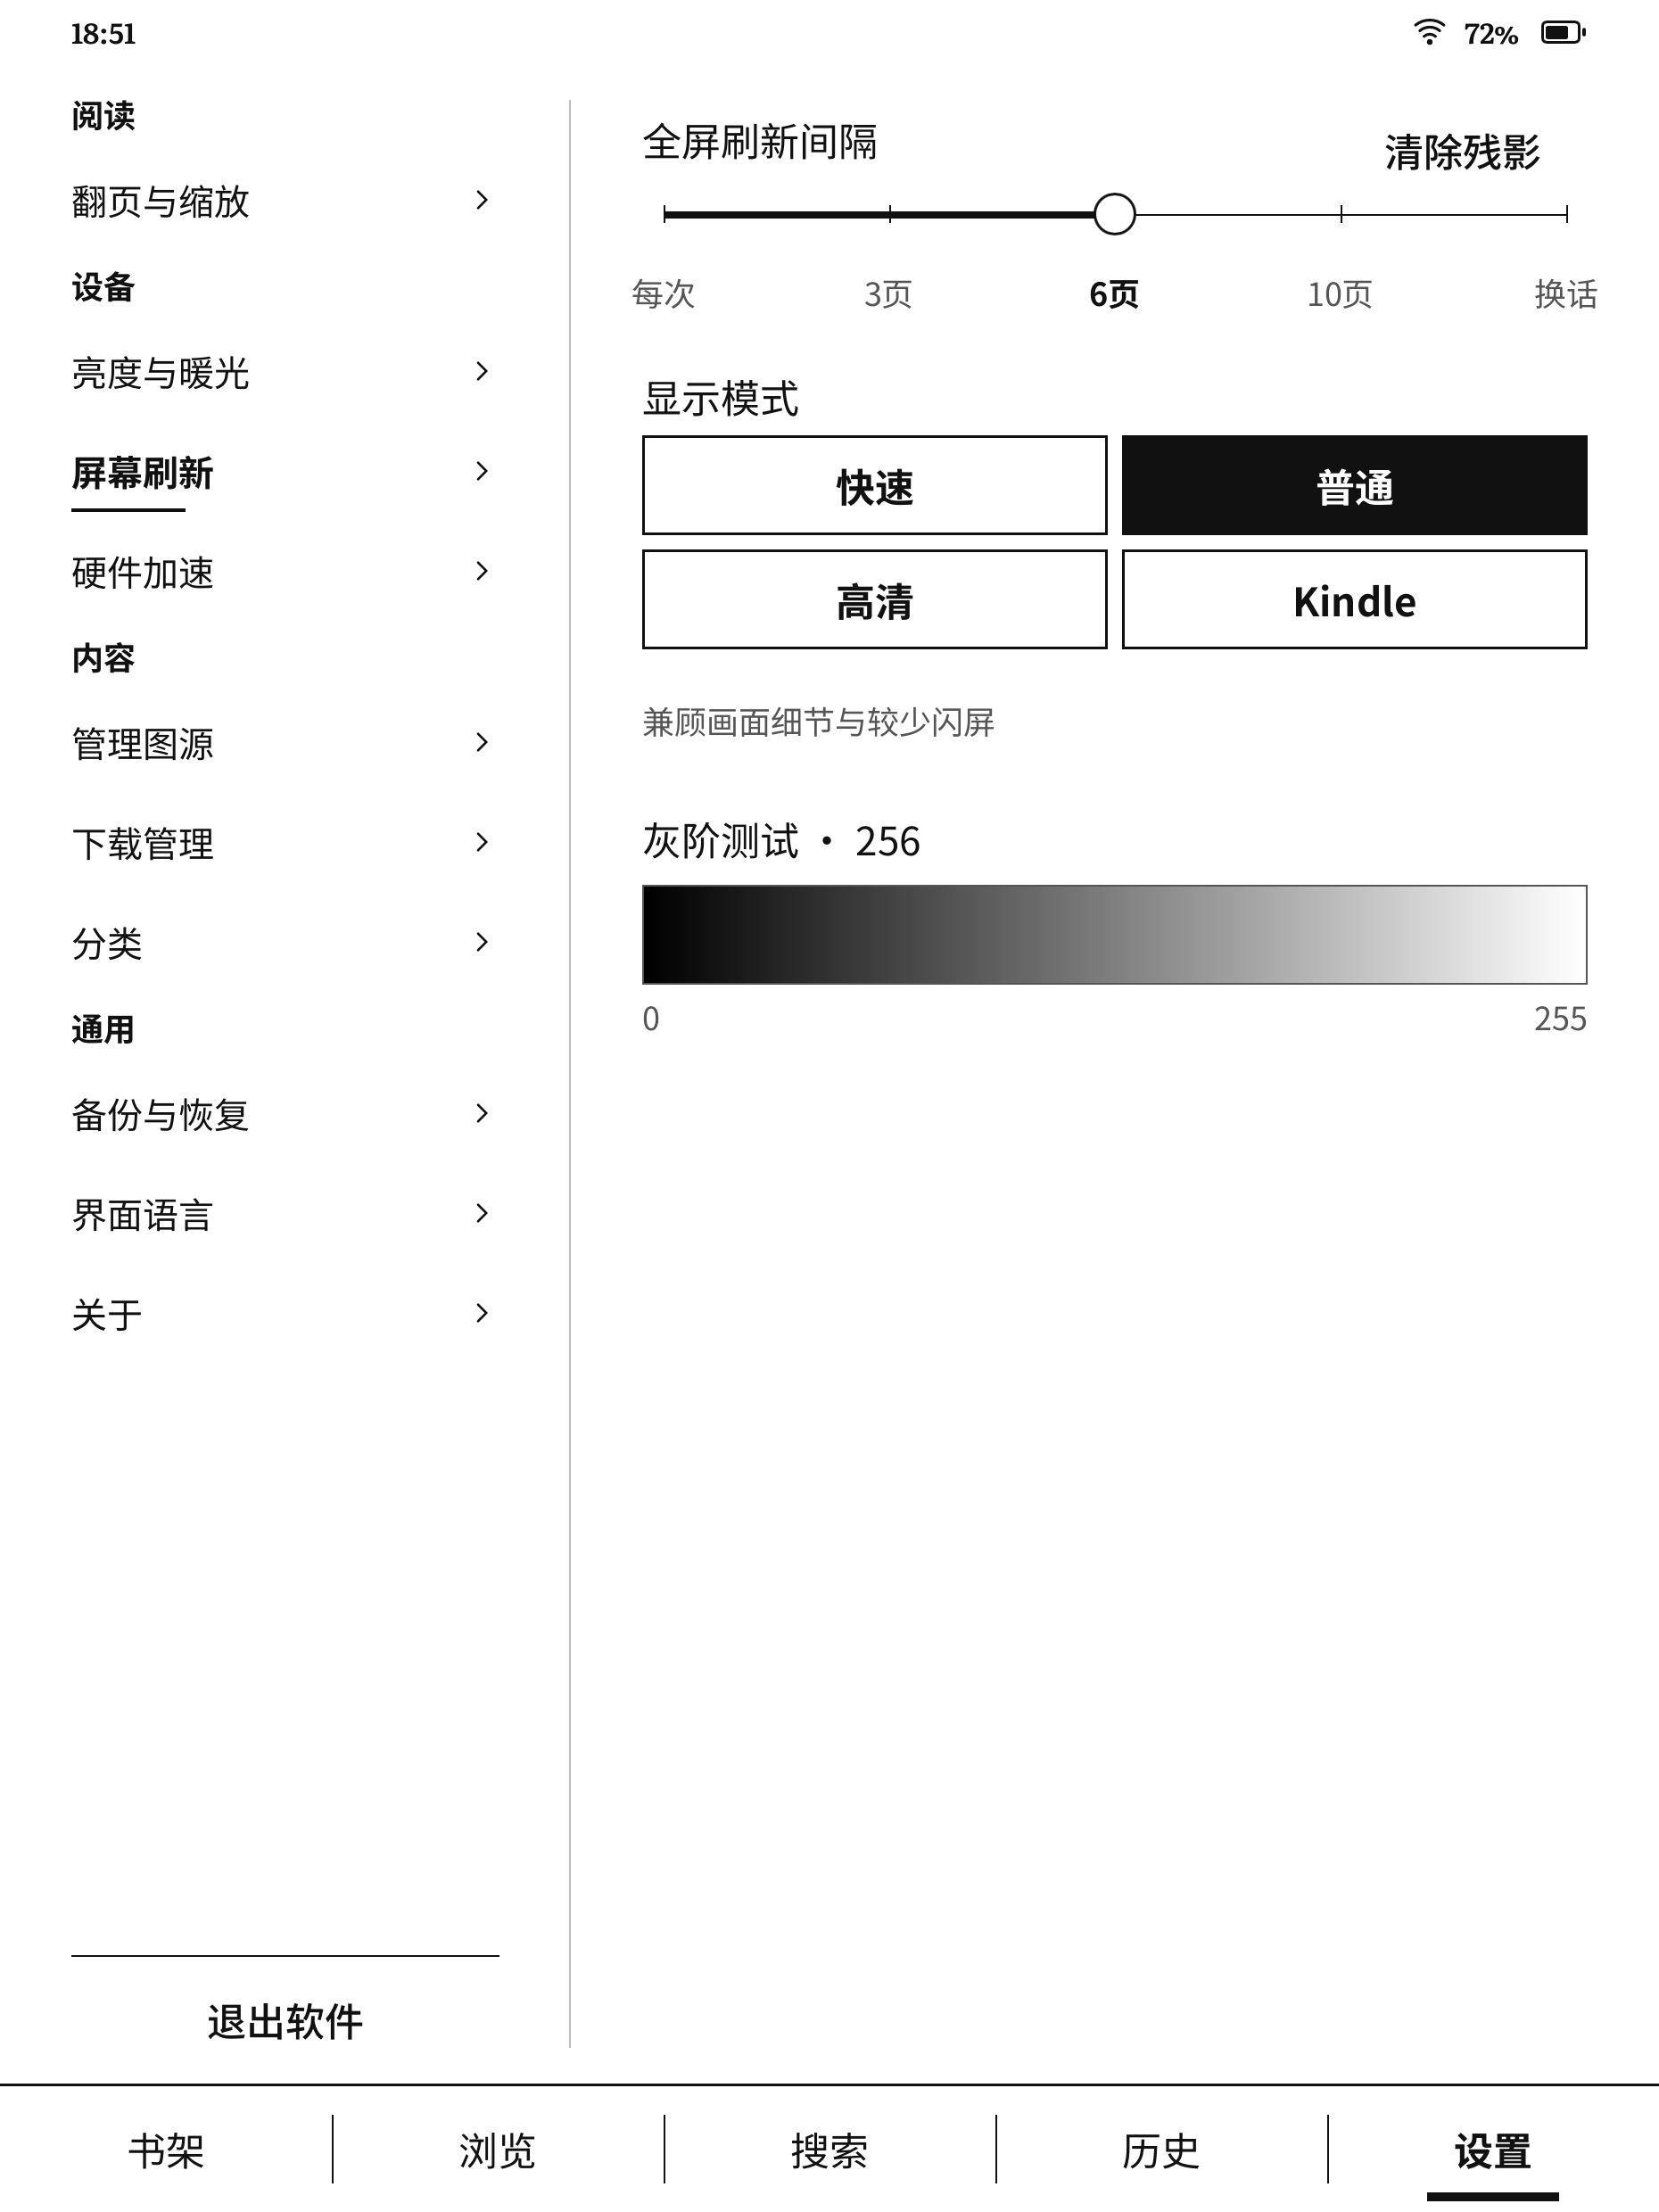 18:51
72%
阅读
翻页与缩放
设备
亮度与暖光
屏幕刷新
硬件加速
内容
管理图源
下载管理
分类
通用
备份与恢复
界面语言
关于
退出软件
全屏刷新间隔
清除残影
每次 3页 6页 10页 换话
显示模式
快速 普通
高清 Kindle
兼顾画面细节与较少闪屏
灰阶测试 · 256
0 255
书架 浏览 搜索 历史 设置